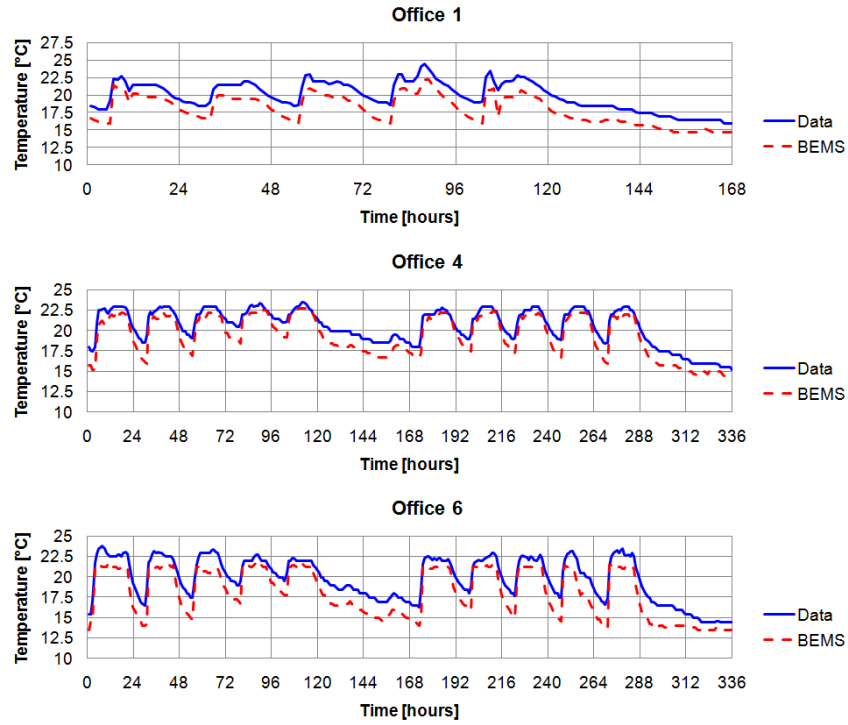 Office 1
Temperature [°C]
27.5
25
22.5
20
17.5
15
12.5
10
0 24 48 72 96 120 144 168
Time [hours]
Data
BEMS
Office 4
Temperature [°C]
25
22.5
20
17.5
15
12.5
10
0 24 48 72 96 120 144 168 192 216 240 264 288 312 336
Time [hours]
Data
BEMS
Office 6
Temperature [°C]
25
22.5
20
17.5
15
12.5
10
0 24 48 72 96 120 144 168 192 216 240 264 288 312 336
Time [hours]
Data
BEMS